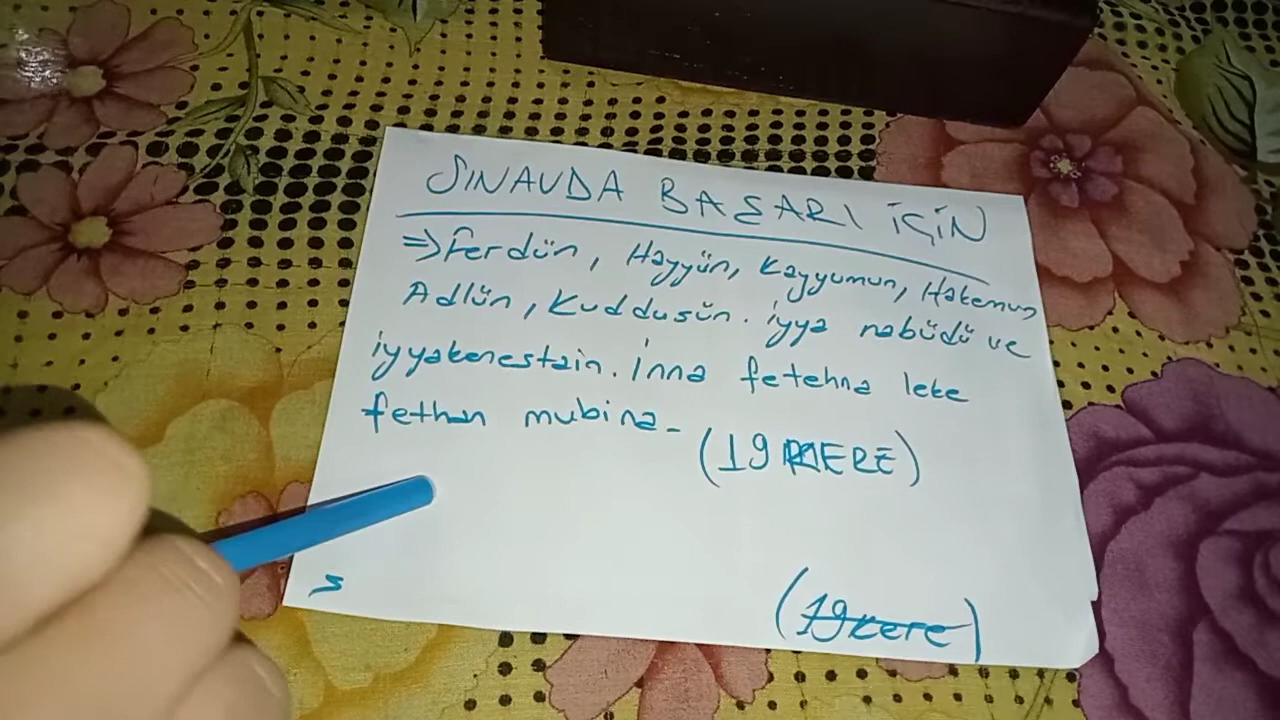 SINAVDA BAŞARI İÇİN
⇒ Ferdün, Hayyün, Kayyumun, Hakemun
Adlün, Kuddusün. iyya nabüdü ve
iyyakenestain. İnna fetehna leke
fethan mubina-
(19 KERE)
(19 kere)